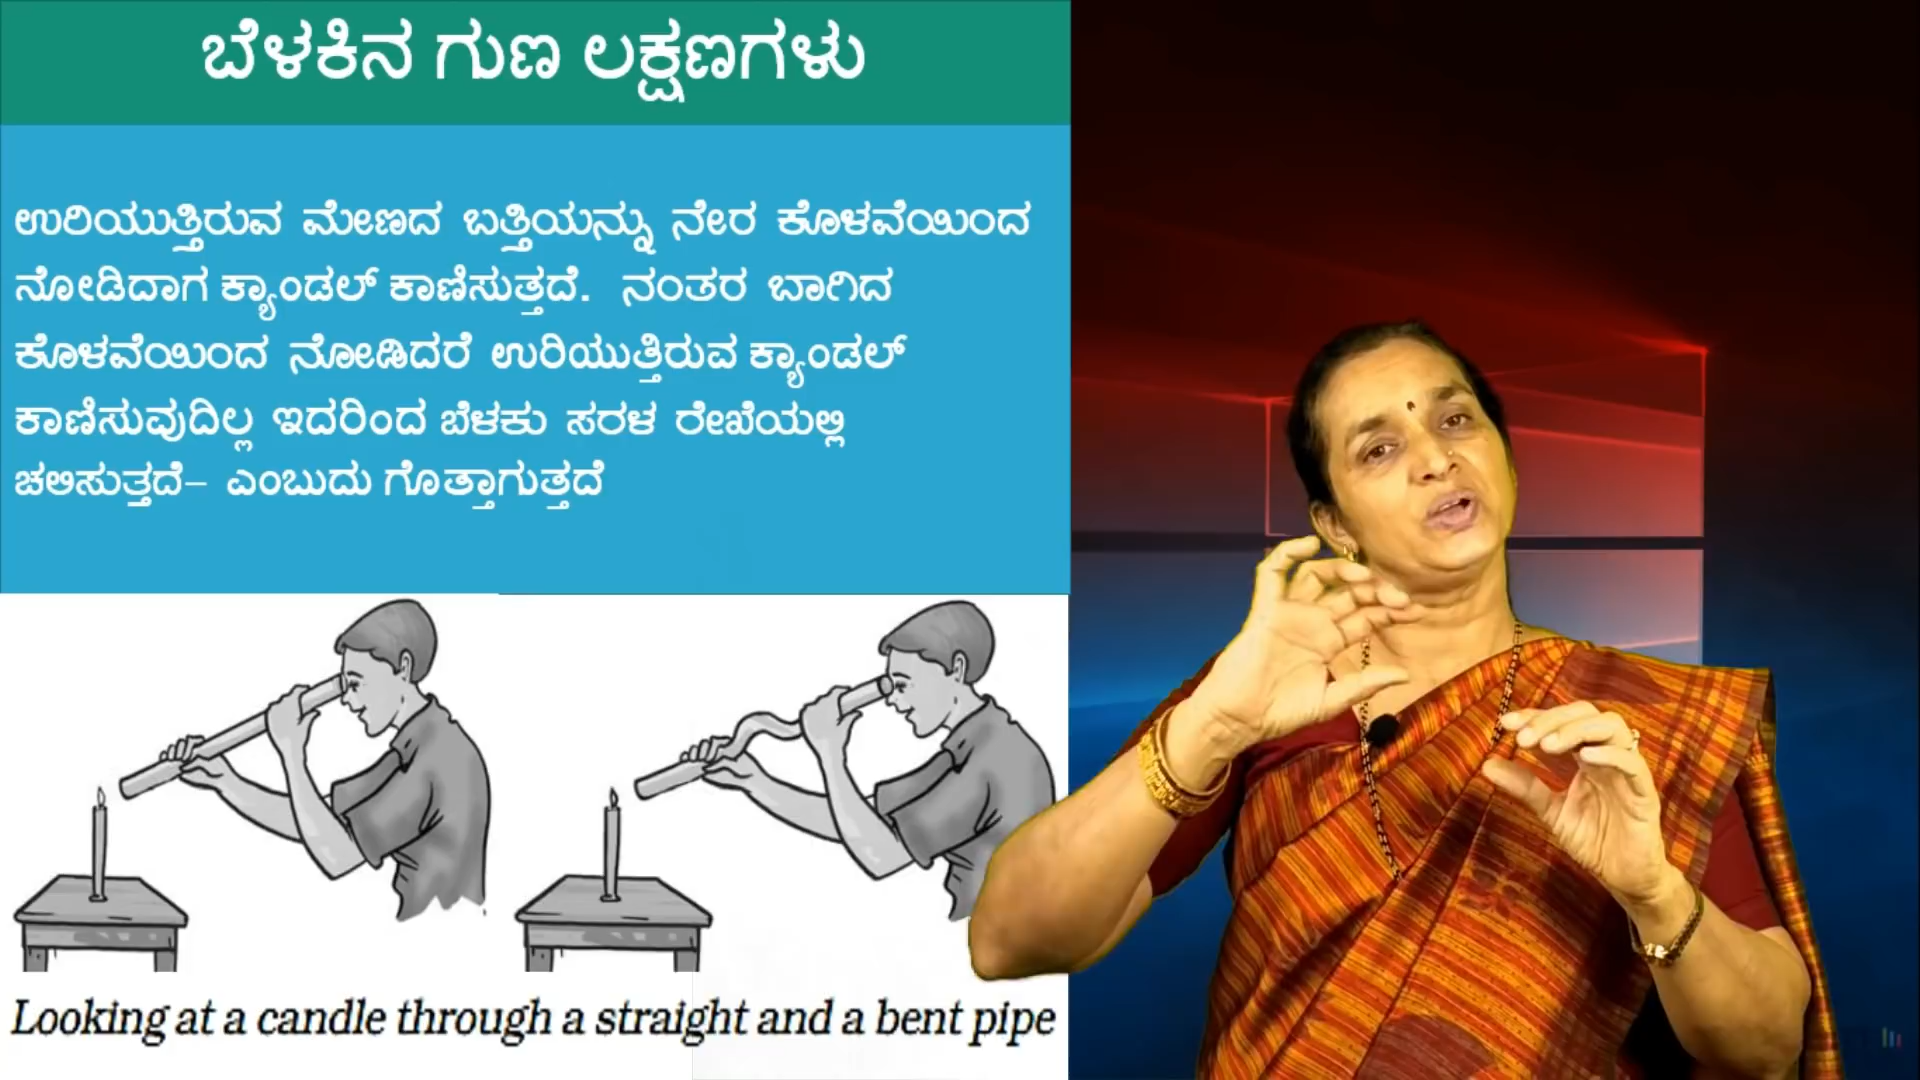 ಬೆಳಕಿನ ಗುಣ ಲಕ್ಷಣಗಳು
ಉರಿಯುತ್ತಿರುವ ಮೇಣದ ಬತ್ತಿಯನ್ನು ನೇರ ಕೊಳವೆಯಿಂದ
ನೋಡಿದಾಗ ಕ್ಯಾಂಡಲ್ ಕಾಣಿಸುತ್ತದೆ. ನಂತರ ಬಾಗಿದ
ಕೊಳವೆಯಿಂದ ನೋಡಿದರೆ ಉರಿಯುತ್ತಿರುವ ಕ್ಯಾಂಡಲ್
ಕಾಣಿಸುವುದಿಲ್ಲ ಇದರಿಂದ ಬೆಳಕು ಸರಳ ರೇಖೆಯಲ್ಲಿ
ಚಲಿಸುತ್ತದೆ– ಎಂಬುದು ಗೊತ್ತಾಗುತ್ತದೆ
Looking at a candle through a straight and a bent pipe